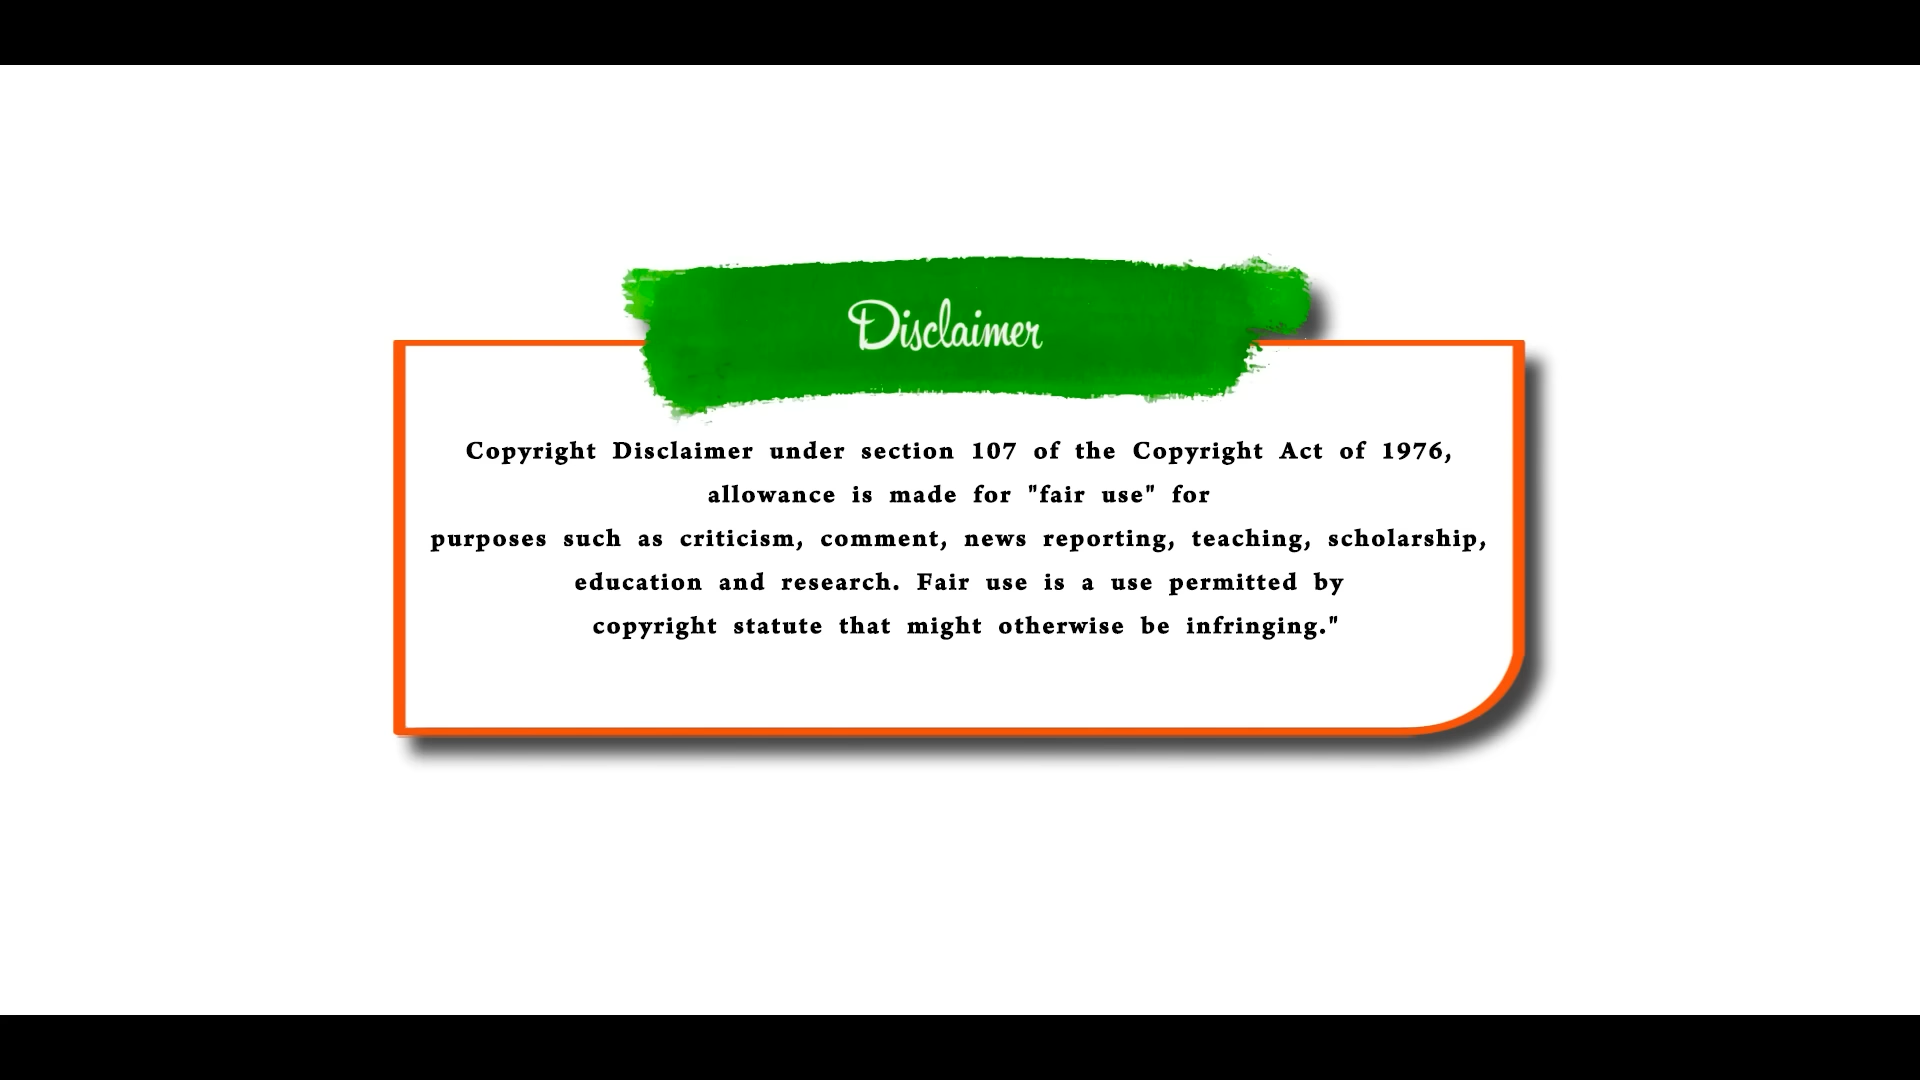 Disclaimer
Copyright Disclaimer under section 107 of the Copyright Act of 1976,
allowance is made for "fair use" for
purposes such as criticism, comment, news reporting, teaching, scholarship,
education and research. Fair use is a use permitted by
copyright statute that might otherwise be infringing."